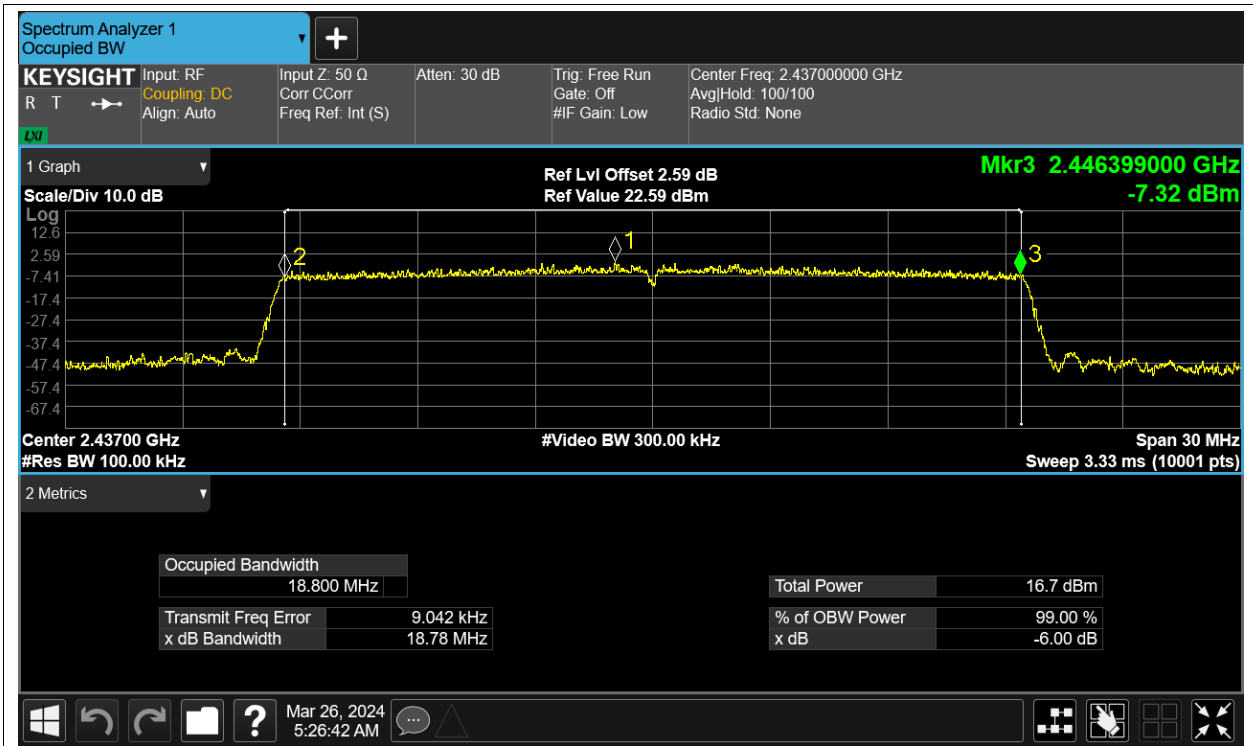 Spectrum Analyzer 1
Occupied BW
KEYSIGHT
R T
LXI
Input: RF
Coupling: DC
Align: Auto
Input Z: 50 Ω
Corr CCorr
Freq Ref: Int (S)
Atten: 30 dB
Trig: Free Run
Gate: Off
#IF Gain: Low
Center Freq: 2.437000000 GHz
Avg|Hold: 100/100
Radio Std: None
1 Graph
Scale/Div 10.0 dB
Ref Lvl Offset 2.59 dB
Ref Value 22.59 dBm
Mkr3 2.446399000 GHz
-7.32 dBm
Log
12.6
2.59
-7.41
-17.4
-27.4
-37.4
-47.4
-57.4
-67.4
2
1
3
Center 2.43700 GHz
#Res BW 100.00 kHz
#Video BW 300.00 kHz
Span 30 MHz
Sweep 3.33 ms (10001 pts)
2 Metrics
Occupied Bandwidth
18.800 MHz
Transmit Freq Error 9.042 kHz
x dB Bandwidth 18.78 MHz
Total Power 16.7 dBm
% of OBW Power 99.00 %
x dB -6.00 dB
?
Mar 26, 2024
5:26:42 AM